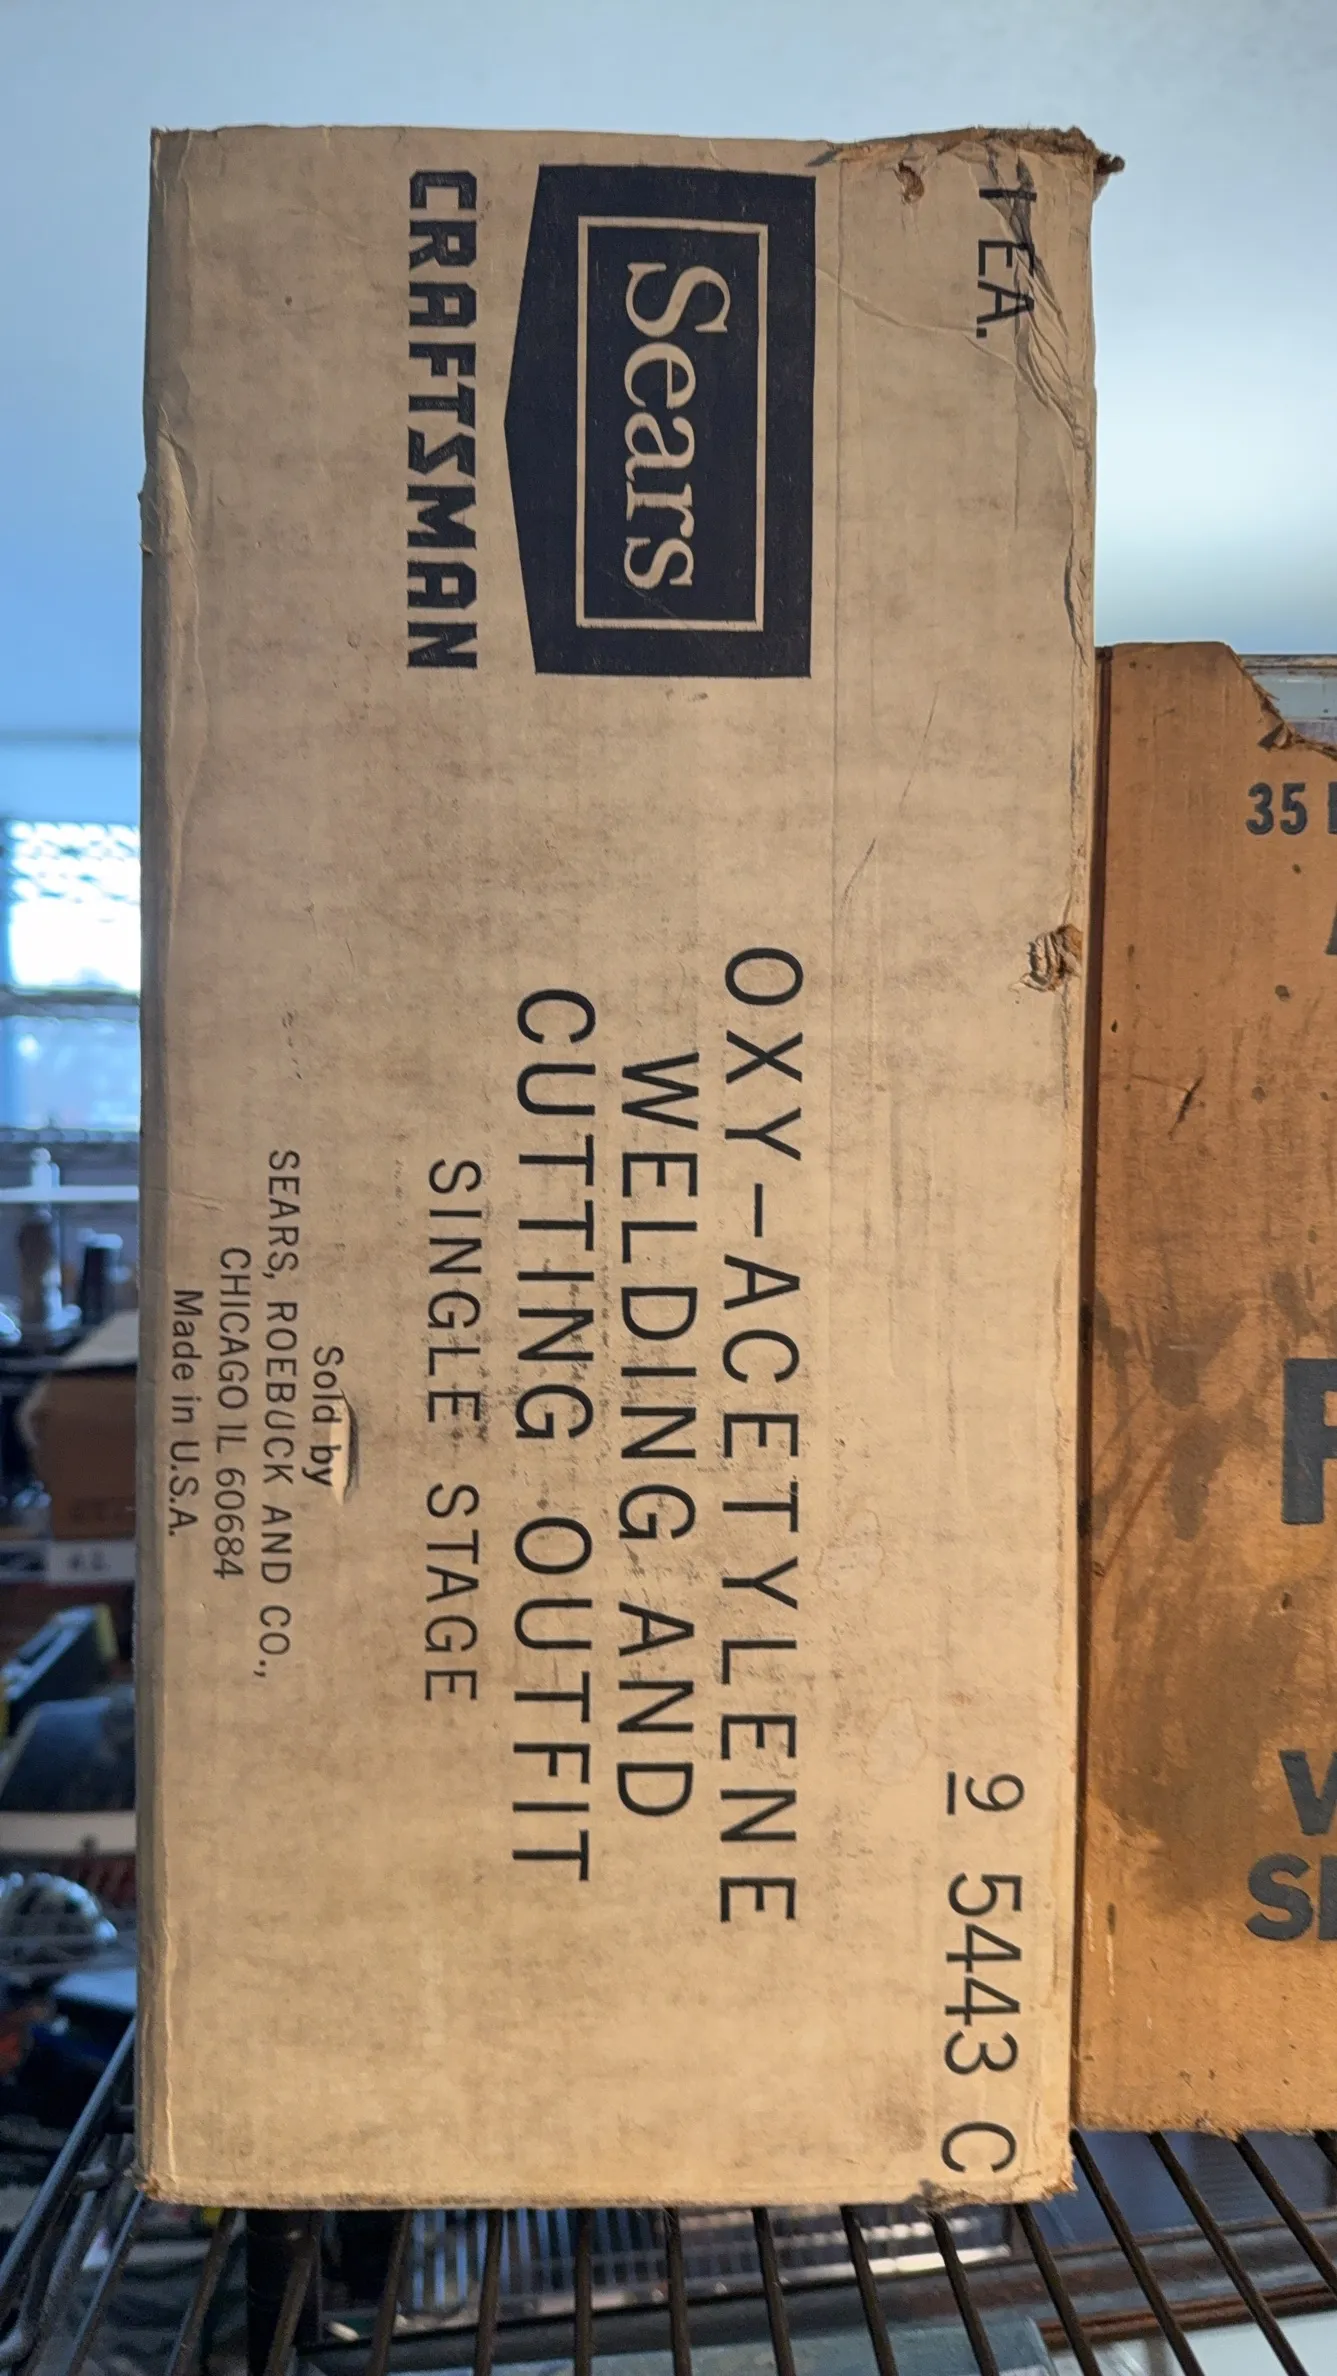 1 EA.
9 5443 C
Sears
CRAFTSMAN
OXY-ACETYLENE
WELDING AND
CUTTING OUTFIT
SINGLE STAGE
Sold by
SEARS, ROEBUCK AND CO.,
CHICAGO IL 60684
Made in U.S.A.
35